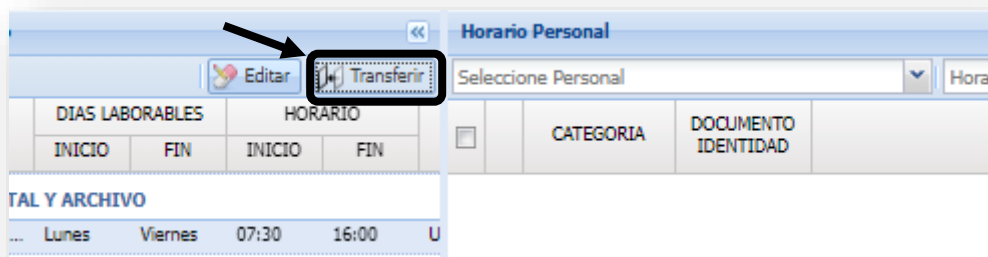 Horario Personal
Editar Transferir Seleccione Personal Hora
DIAS LABORABLES HORARIO
CATEGORIA DOCUMENTO IDENTIDAD
INICIO FIN INICIO FIN
TAL Y ARCHIVO
... Lunes Viernes 07:30 16:00 U